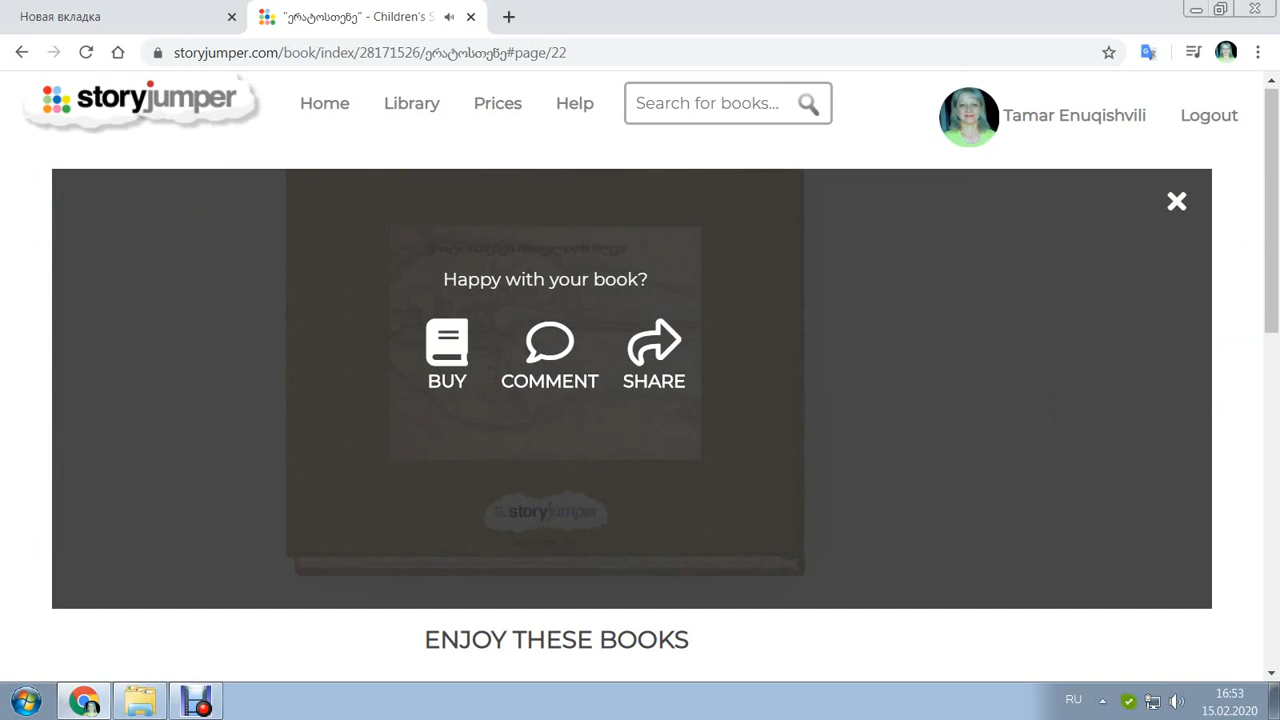 Новая вкладка
"ერატოსთენე" - Children's S
storyjumper.com/book/index/28171526/ერატოსთენე#page/22
storyjumper
Home
Library
Prices
Help
Search for books...
Tamar Enuqishvili
Logout
Happy with your book?
BUY
COMMENT
SHARE
storyjumper
ENJOY THESE BOOKS
RU
16:53
15.02.2020